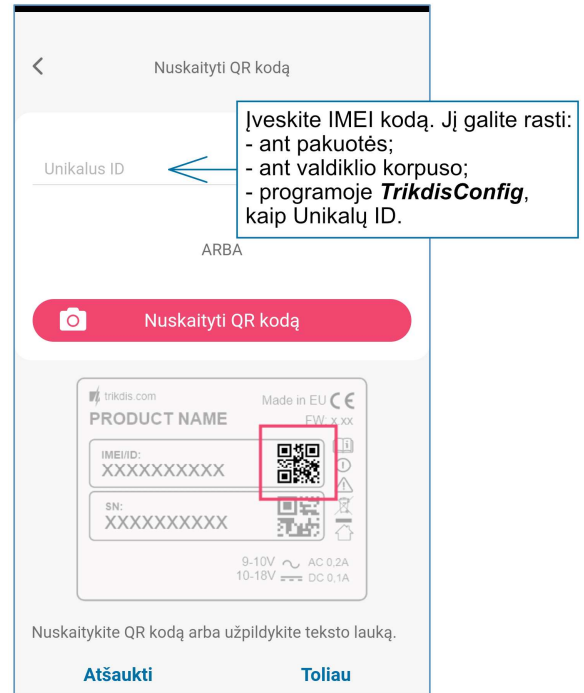 Nuskaityti QR kodą
Įveskite IMEI kodą. Jį galite rasti:
- ant pakuotės;
- ant valdiklio korpuso;
- programoje TrikdisConfig,
kaip Unikalų ID.
Unikalus ID
ARBA
Nuskaityti QR kodą
trikdis.com
Made in EU CE
PRODUCT NAME
FW: x.xx
IMEI/ID:
XXXXXXXXXX
SN:
XXXXXXXXXX
9-10V AC 0,2A
10-18V DC 0,1A
Nuskaitykite QR kodą arba užpildykite teksto lauką.
Atšaukti
Toliau